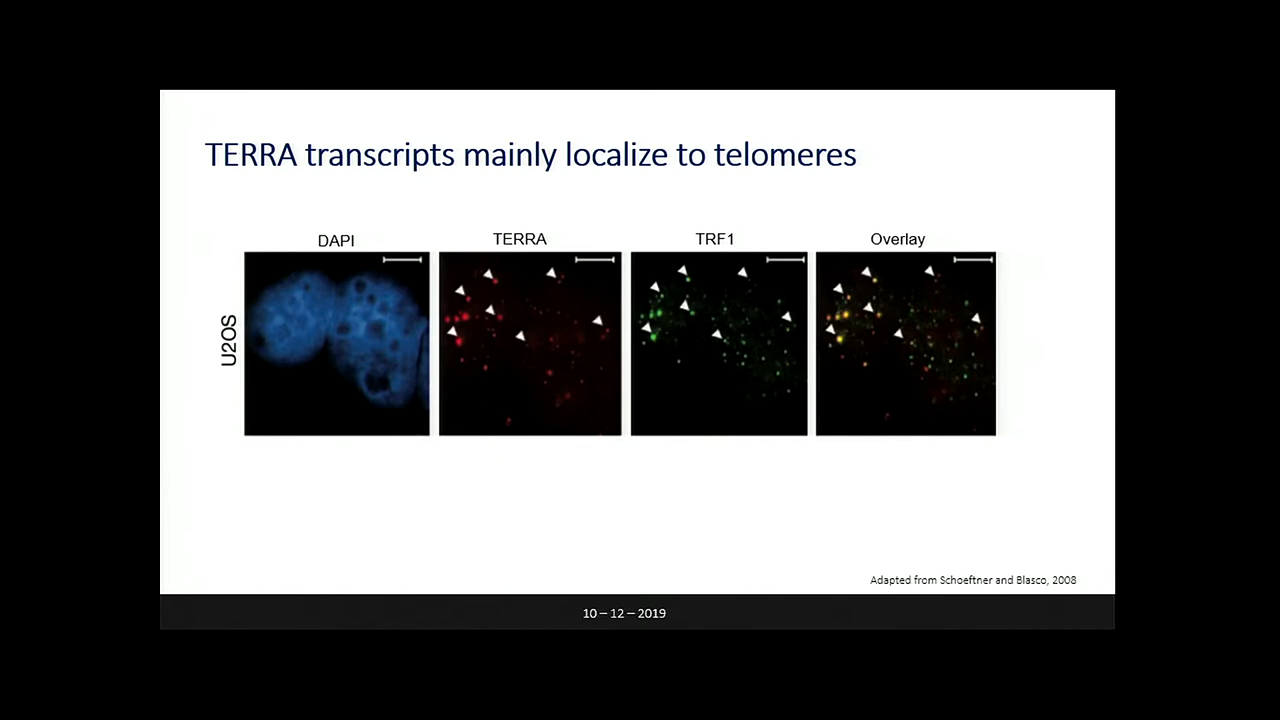 TERRA transcripts mainly localize to telomeres
DAPI
TERRA
TRF1
Overlay
U2OS
Adapted from Schoeftner and Blasco, 2008
10 – 12 – 2019